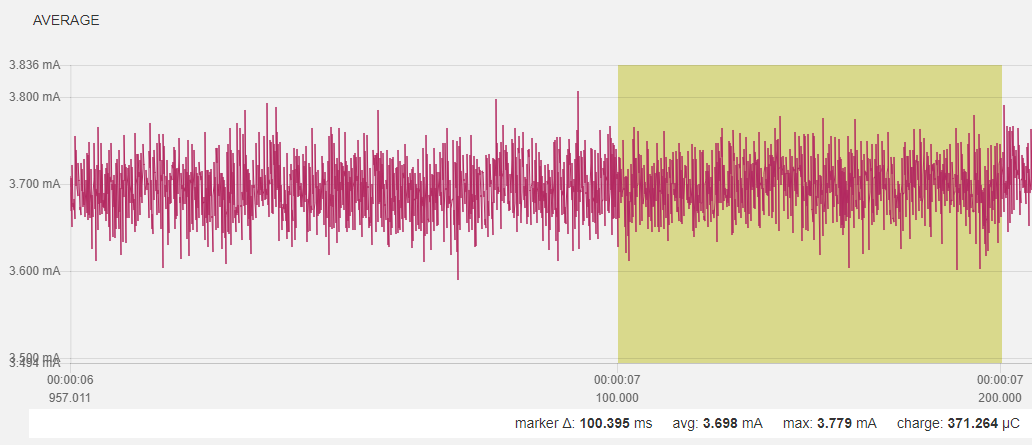 AVERAGE
3.836 mA
3.800 mA
3.700 mA
3.600 mA
3.500 mA
3.494 mA
00:00:06 00:00:07 00:00:07
957.011 100.000 200.000
marker Δ: 100.395 ms avg: 3.698 mA max: 3.779 mA charge: 371.264 µC